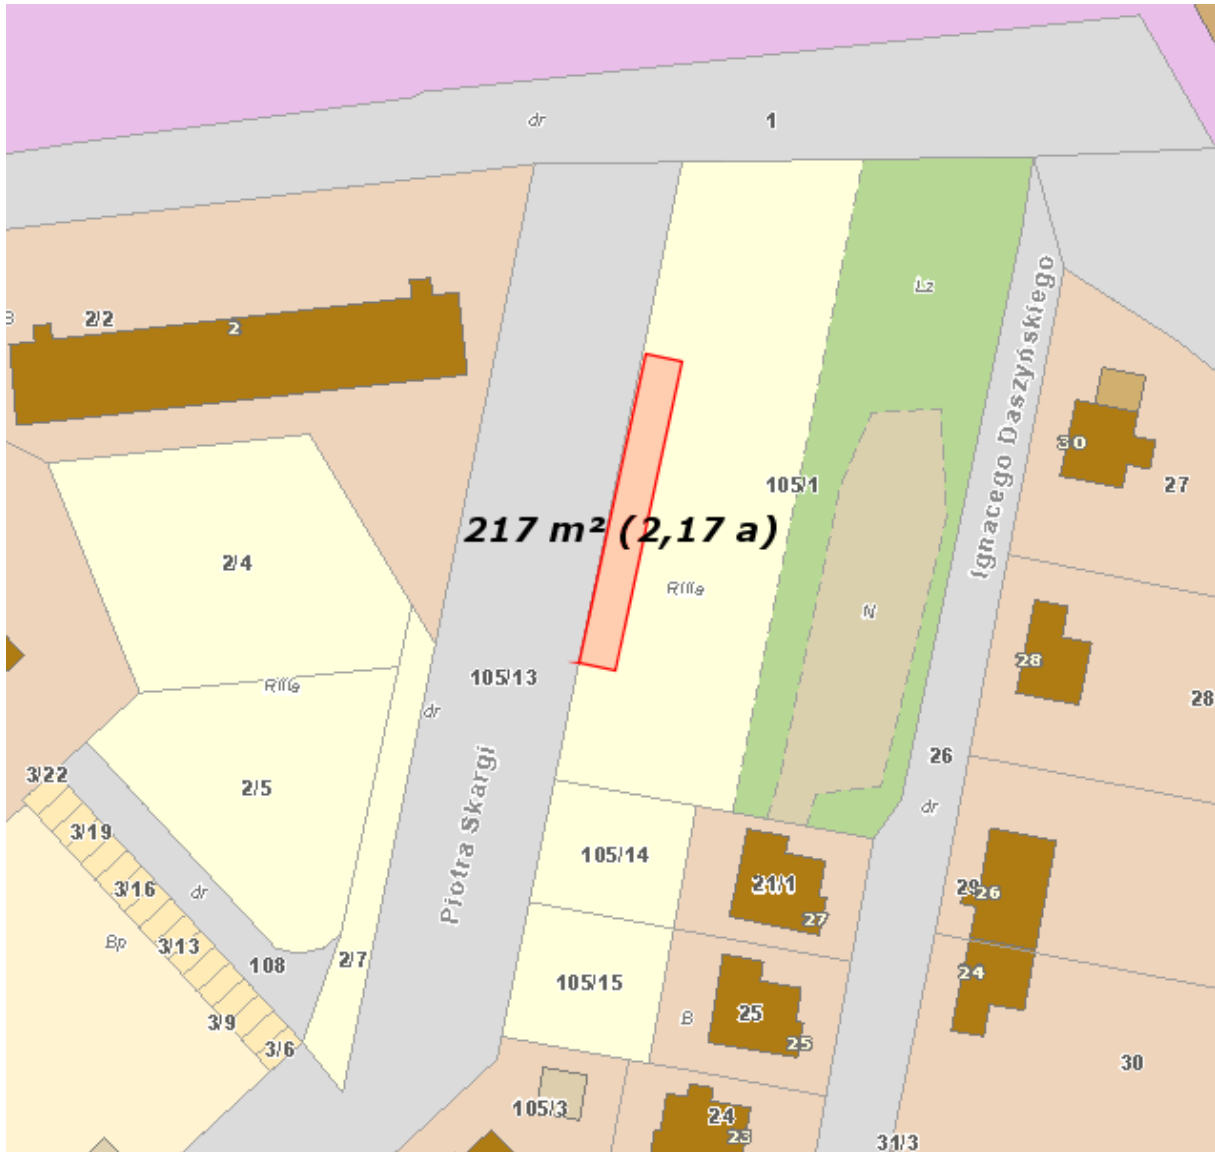 dr
1
B
2/2
2
Lz
Ignacego Daszyńskiego
30
27
105/1
217 m² (2,17 a)
2/4
RIIIa
N
28
28
105/13
RIIIa
dr
26
dr
3/22
2/5
Piotra Skargi
3/19
105/14
3/16
dr
21/1
27
29
26
Bp
3/13
108
2/7
24
105/15
25
25
B
3/9
3/6
30
105/3
24
23
31/3